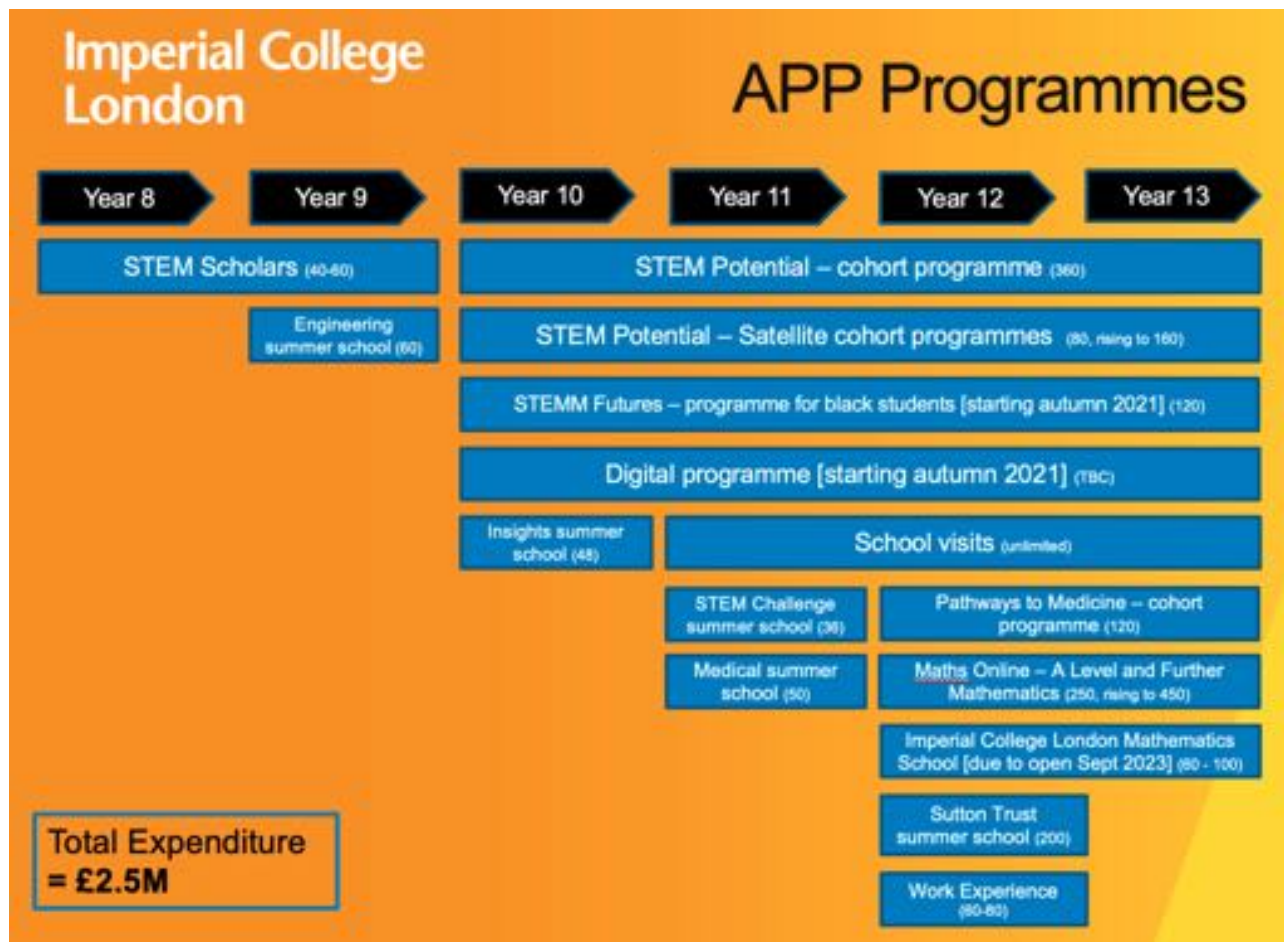 Imperial College
London
APP Programmes
Year 8
Year 9
Year 10
Year 11
Year 12
Year 13
STEM Scholars (40-60)
STEM Potential – cohort programme (360)
Engineering
summer school (60)
STEM Potential – Satellite cohort programmes (80, rising to 160)
STEMM Futures – programme for black students [starting autumn 2021] (120)
Digital programme [starting autumn 2021] (TBC)
Insights summer
school (48)
School visits (unlimited)
STEM Challenge
summer school (36)
Pathways to Medicine – cohort
programme (120)
Medical summer
school (50)
Maths Online – A Level and Further
Mathematics (250, rising to 450)
Imperial College London Mathematics
School [due to open Sept 2023] (60 - 100)
Sutton Trust
summer school (200)
Work Experience
(60-80)
Total Expenditure
= £2.5M